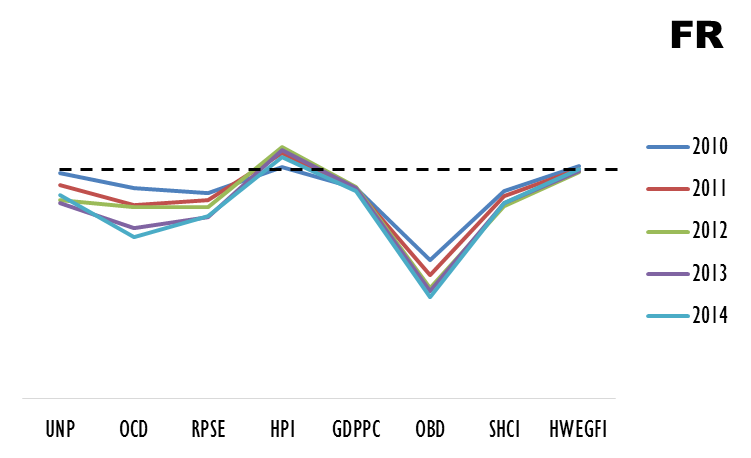 FR
2010
2011
2012
2013
2014
UNP OCD RPSE HPI GDPPC OBD SHCI HWEGFI